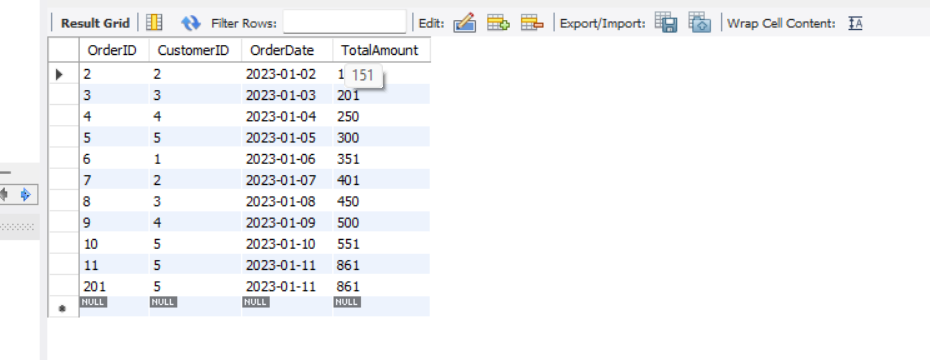 Result Grid Filter Rows: Edit: Export/Import: Wrap Cell Content: IA
OrderID CustomerID OrderDate TotalAmount
2 2 2023-01-02 1 151
3 3 2023-01-03 201
4 4 2023-01-04 250
5 5 2023-01-05 300
6 1 2023-01-06 351
7 2 2023-01-07 401
8 3 2023-01-08 450
9 4 2023-01-09 500
10 5 2023-01-10 551
11 5 2023-01-11 861
201 5 2023-01-11 861
NULL NULL NULL NULL